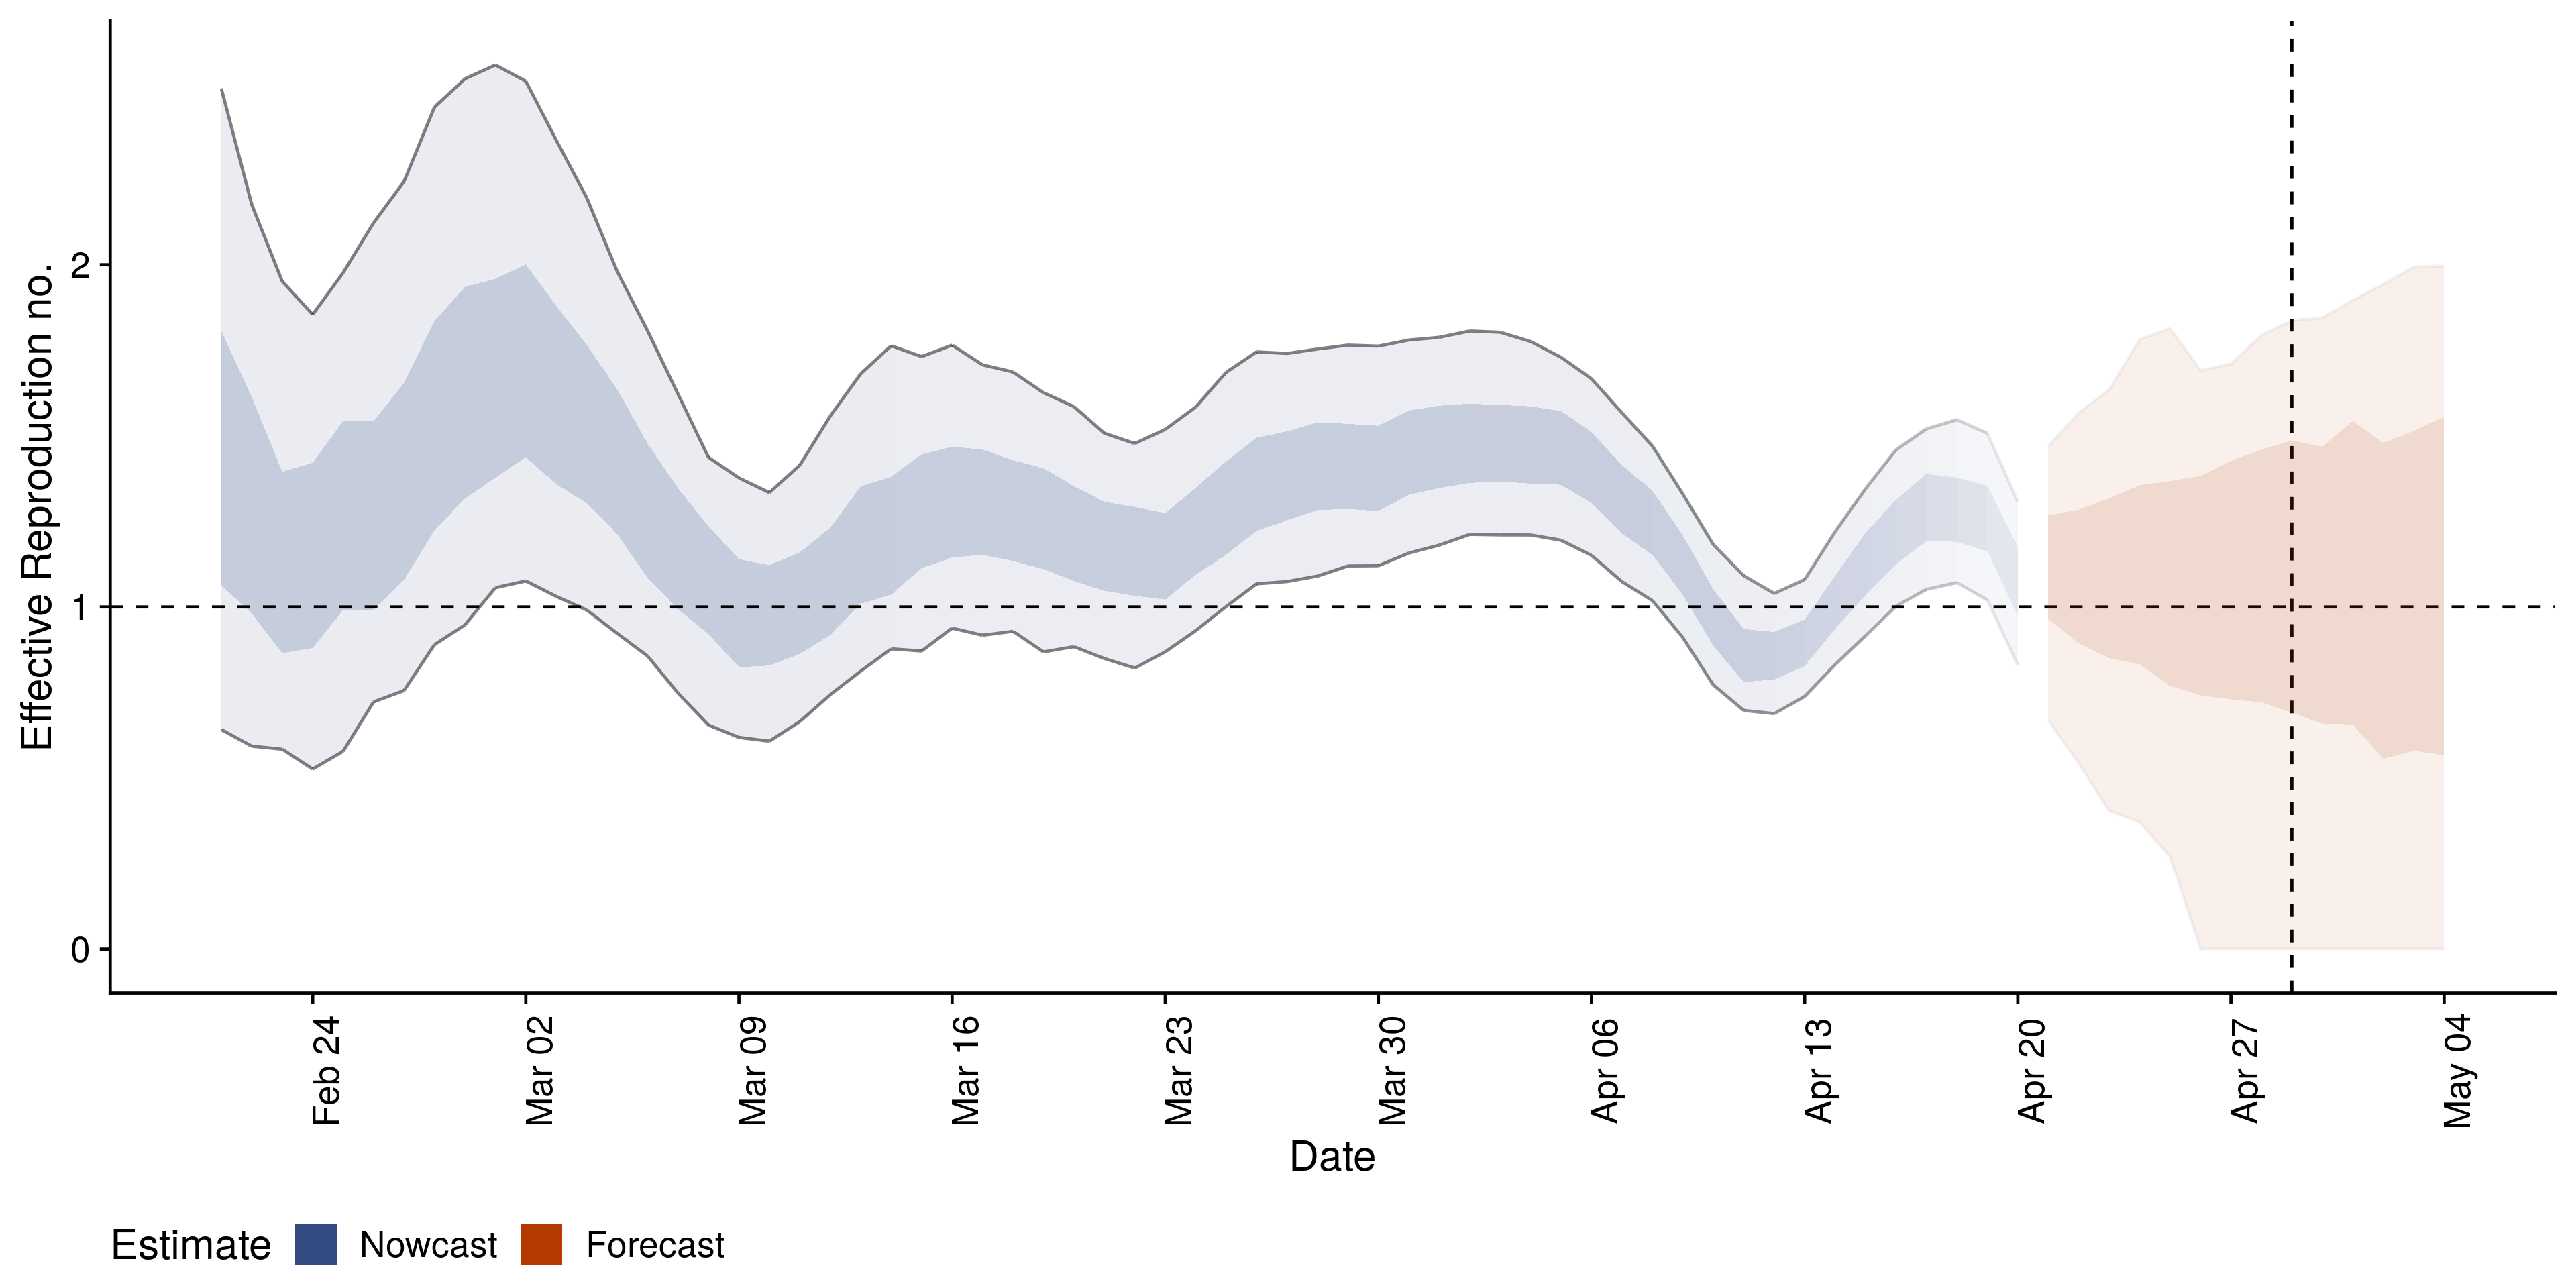 Effective Reproduction no.
2
1
0
Feb 24
Mar 02
Mar 09
Mar 16
Mar 23
Mar 30
Apr 06
Apr 13
Apr 20
Apr 27
May 04
Date
Estimate Nowcast Forecast